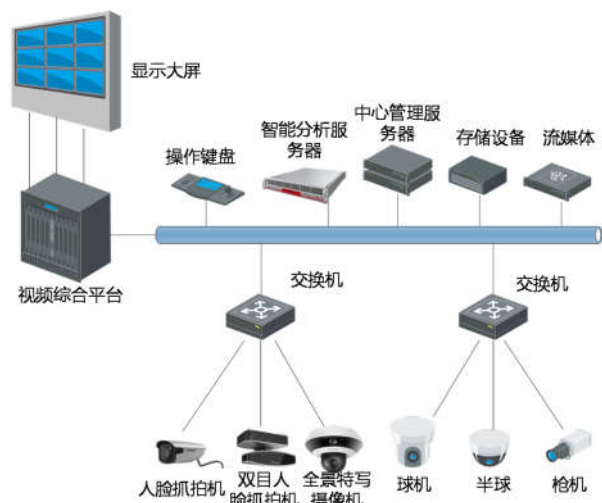 显示大屏
中心管理服
务器
智能分析服
务器
存储设备
流媒体
操作键盘
视频综合平台
交换机
交换机
人脸抓拍机
双目人
脸抓拍机
全景特写
摄像机
球机
半球
枪机